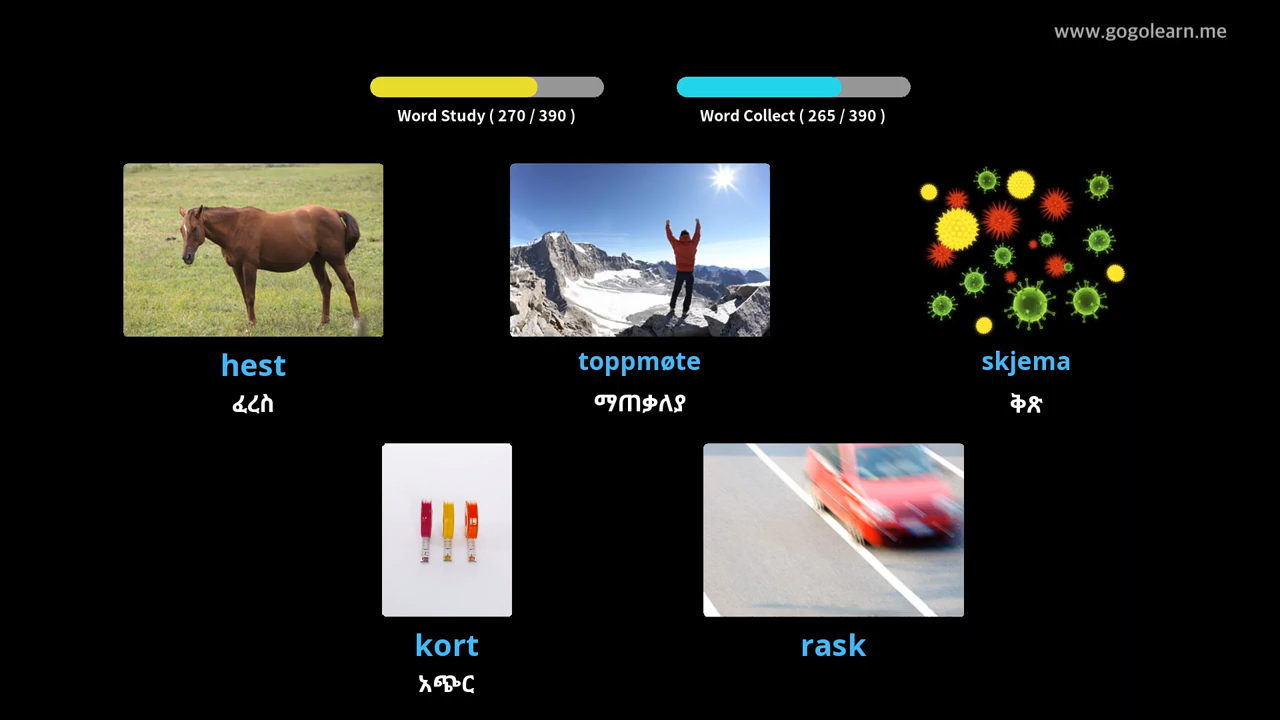 www.gogolearn.me
Word Study ( 270 / 390 )
Word Collect ( 265 / 390 )
hest
toppmøte
skjema
ፈረስ
ማጠቃለያ
ቅጽ
kort
rask
አጭር